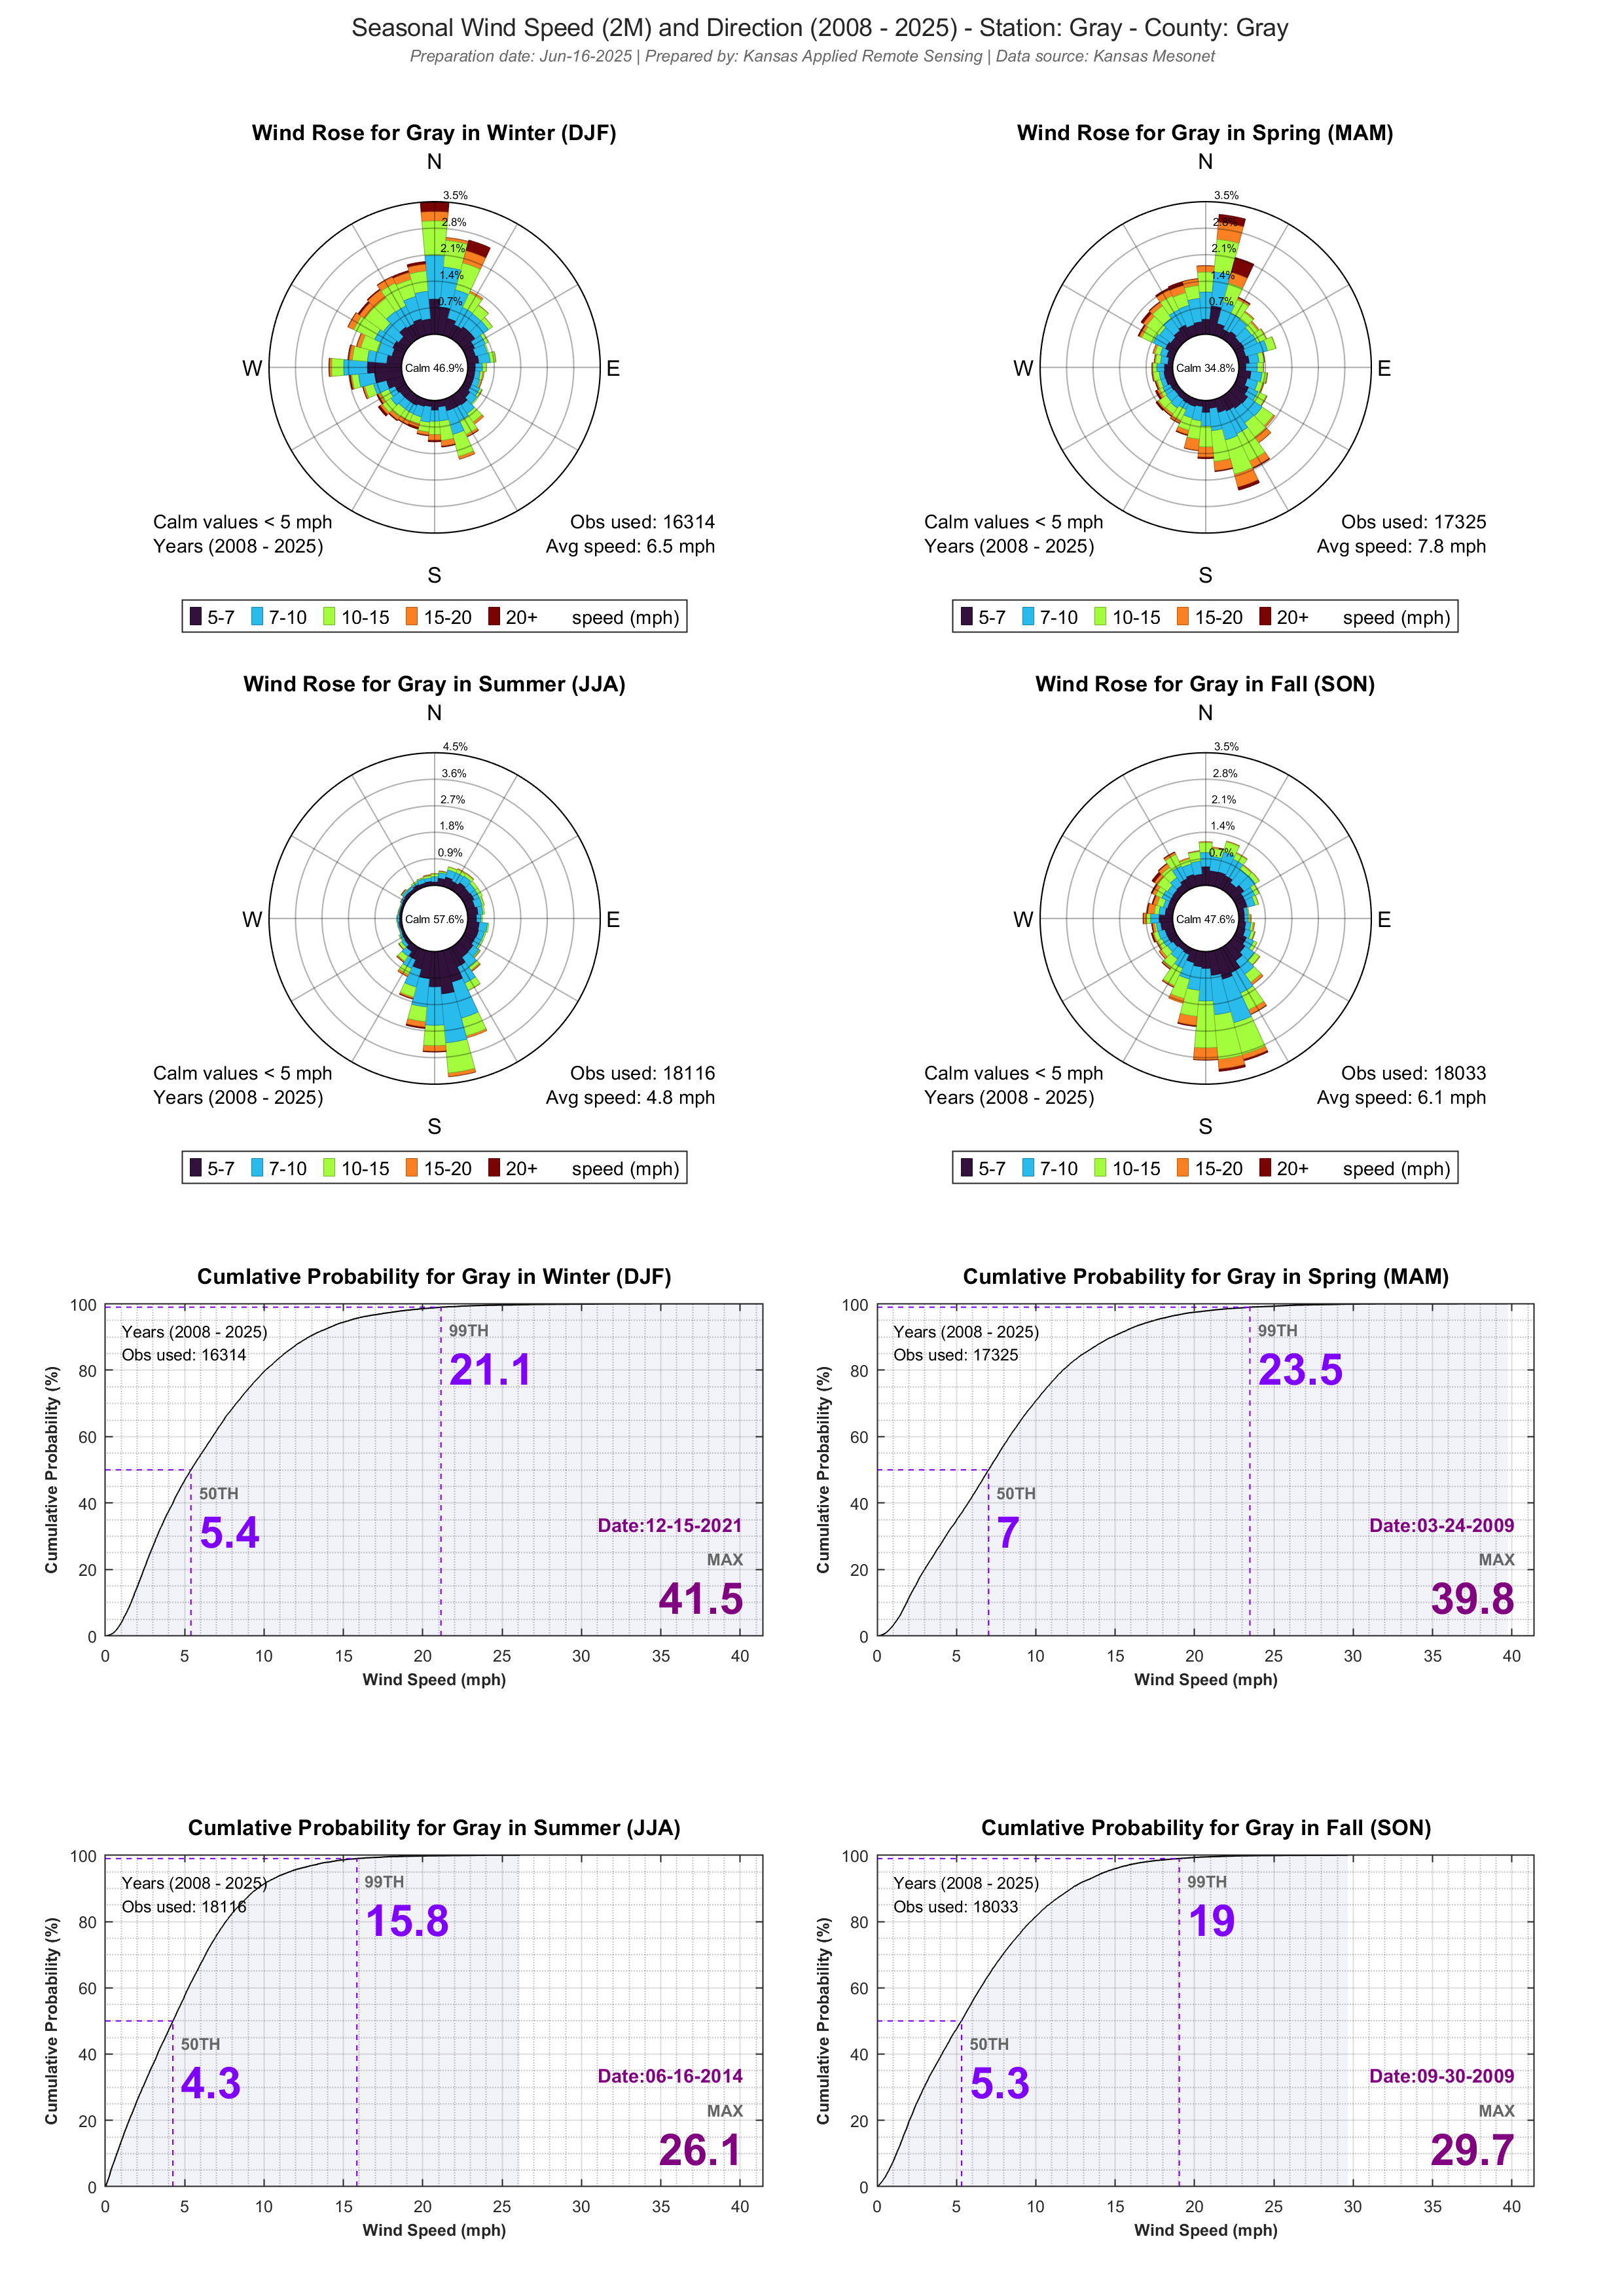 Seasonal Wind Speed (2M) and Direction (2008 - 2025) - Station: Gray - County: Gray
Preparation date: Jun-16-2025 | Prepared by: Kansas Applied Remote Sensing | Data source: Kansas Mesonet
Wind Rose for Gray in Winter (DJF)
N
3.5%
2.8%
2.1%
1.4%
0.7%
W
Calm 46.9%
E
Calm values < 5 mph
Years (2008 - 2025)
Obs used: 16314
Avg speed: 6.5 mph
S
5-7 7-10 10-15 15-20 20+ speed (mph)
Wind Rose for Gray in Spring (MAM)
N
3.5%
2.8%
2.1%
1.4%
0.7%
W
Calm 34.8%
E
Calm values < 5 mph
Years (2008 - 2025)
Obs used: 17325
Avg speed: 7.8 mph
S
5-7 7-10 10-15 15-20 20+ speed (mph)
Wind Rose for Gray in Summer (JJA)
N
4.5%
3.6%
2.7%
1.8%
0.9%
W
Calm 57.6%
E
Calm values < 5 mph
Years (2008 - 2025)
Obs used: 18116
Avg speed: 4.8 mph
S
5-7 7-10 10-15 15-20 20+ speed (mph)
Wind Rose for Gray in Fall (SON)
N
3.5%
2.8%
2.1%
1.4%
0.7%
W
Calm 47.6%
E
Calm values < 5 mph
Years (2008 - 2025)
Obs used: 18033
Avg speed: 6.1 mph
S
5-7 7-10 10-15 15-20 20+ speed (mph)
Cumlative Probability for Gray in Winter (DJF)
Cumulative Probability (%)
100
80
60
40
20
0
Years (2008 - 2025)
Obs used: 16314
99TH
21.1
50TH
5.4
Date:12-15-2021
MAX
41.5
0 5 10 15 20 25 30 35 40
Wind Speed (mph)
Cumlative Probability for Gray in Spring (MAM)
Cumulative Probability (%)
100
80
60
40
20
0
Years (2008 - 2025)
Obs used: 17325
99TH
23.5
50TH
7
Date:03-24-2009
MAX
39.8
0 5 10 15 20 25 30 35 40
Wind Speed (mph)
Cumlative Probability for Gray in Summer (JJA)
Cumulative Probability (%)
100
80
60
40
20
0
Years (2008 - 2025)
Obs used: 18116
99TH
15.8
50TH
4.3
Date:06-16-2014
MAX
26.1
0 5 10 15 20 25 30 35 40
Wind Speed (mph)
Cumlative Probability for Gray in Fall (SON)
Cumulative Probability (%)
100
80
60
40
20
0
Years (2008 - 2025)
Obs used: 18033
99TH
19
50TH
5.3
Date:09-30-2009
MAX
29.7
0 5 10 15 20 25 30 35 40
Wind Speed (mph)